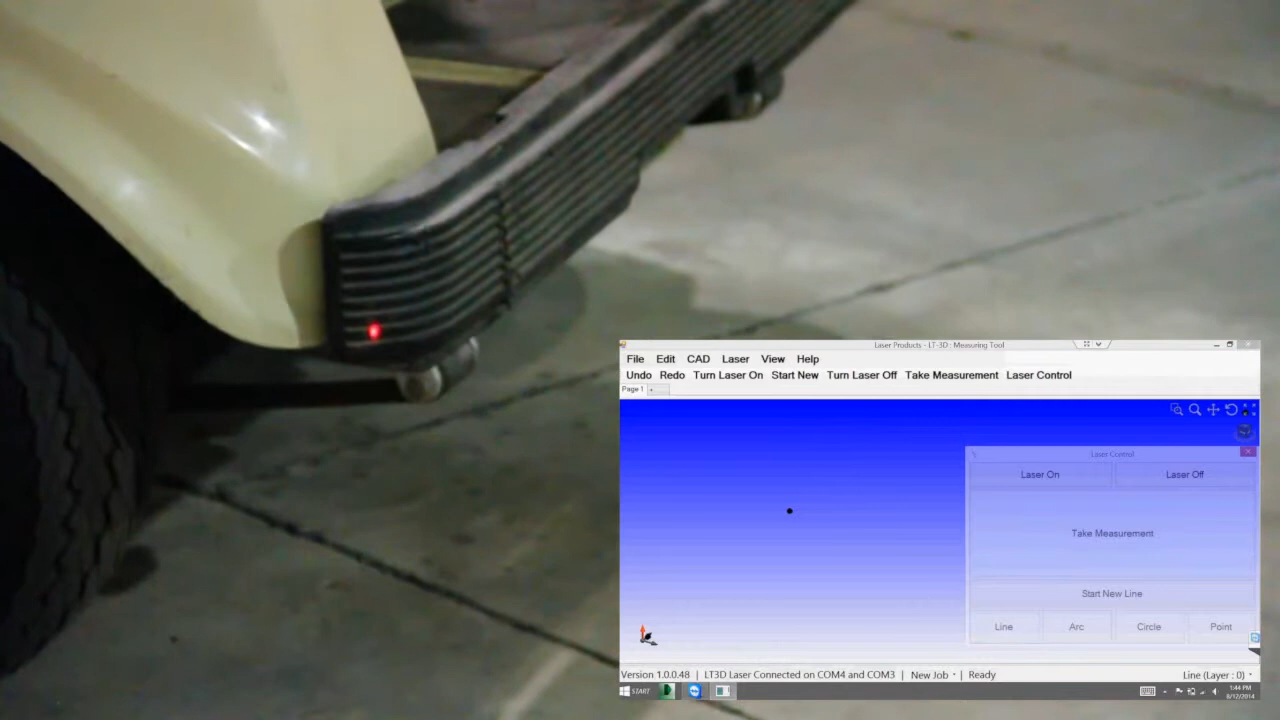 Laser Products - LT-3D : Measuring Tool
File Edit CAD Laser View Help
Undo Redo Turn Laser On Start New Turn Laser Off Take Measurement Laser Control
Page 1
Laser Control
Laser On Laser Off
Take Measurement
Start New Line
Line Arc Circle Point
Version 1.0.0.48 | LT3D Laser Connected on COM4 and COM3 | New Job | Ready Line (Layer : 0)
START 1:44 PM
8/12/2014